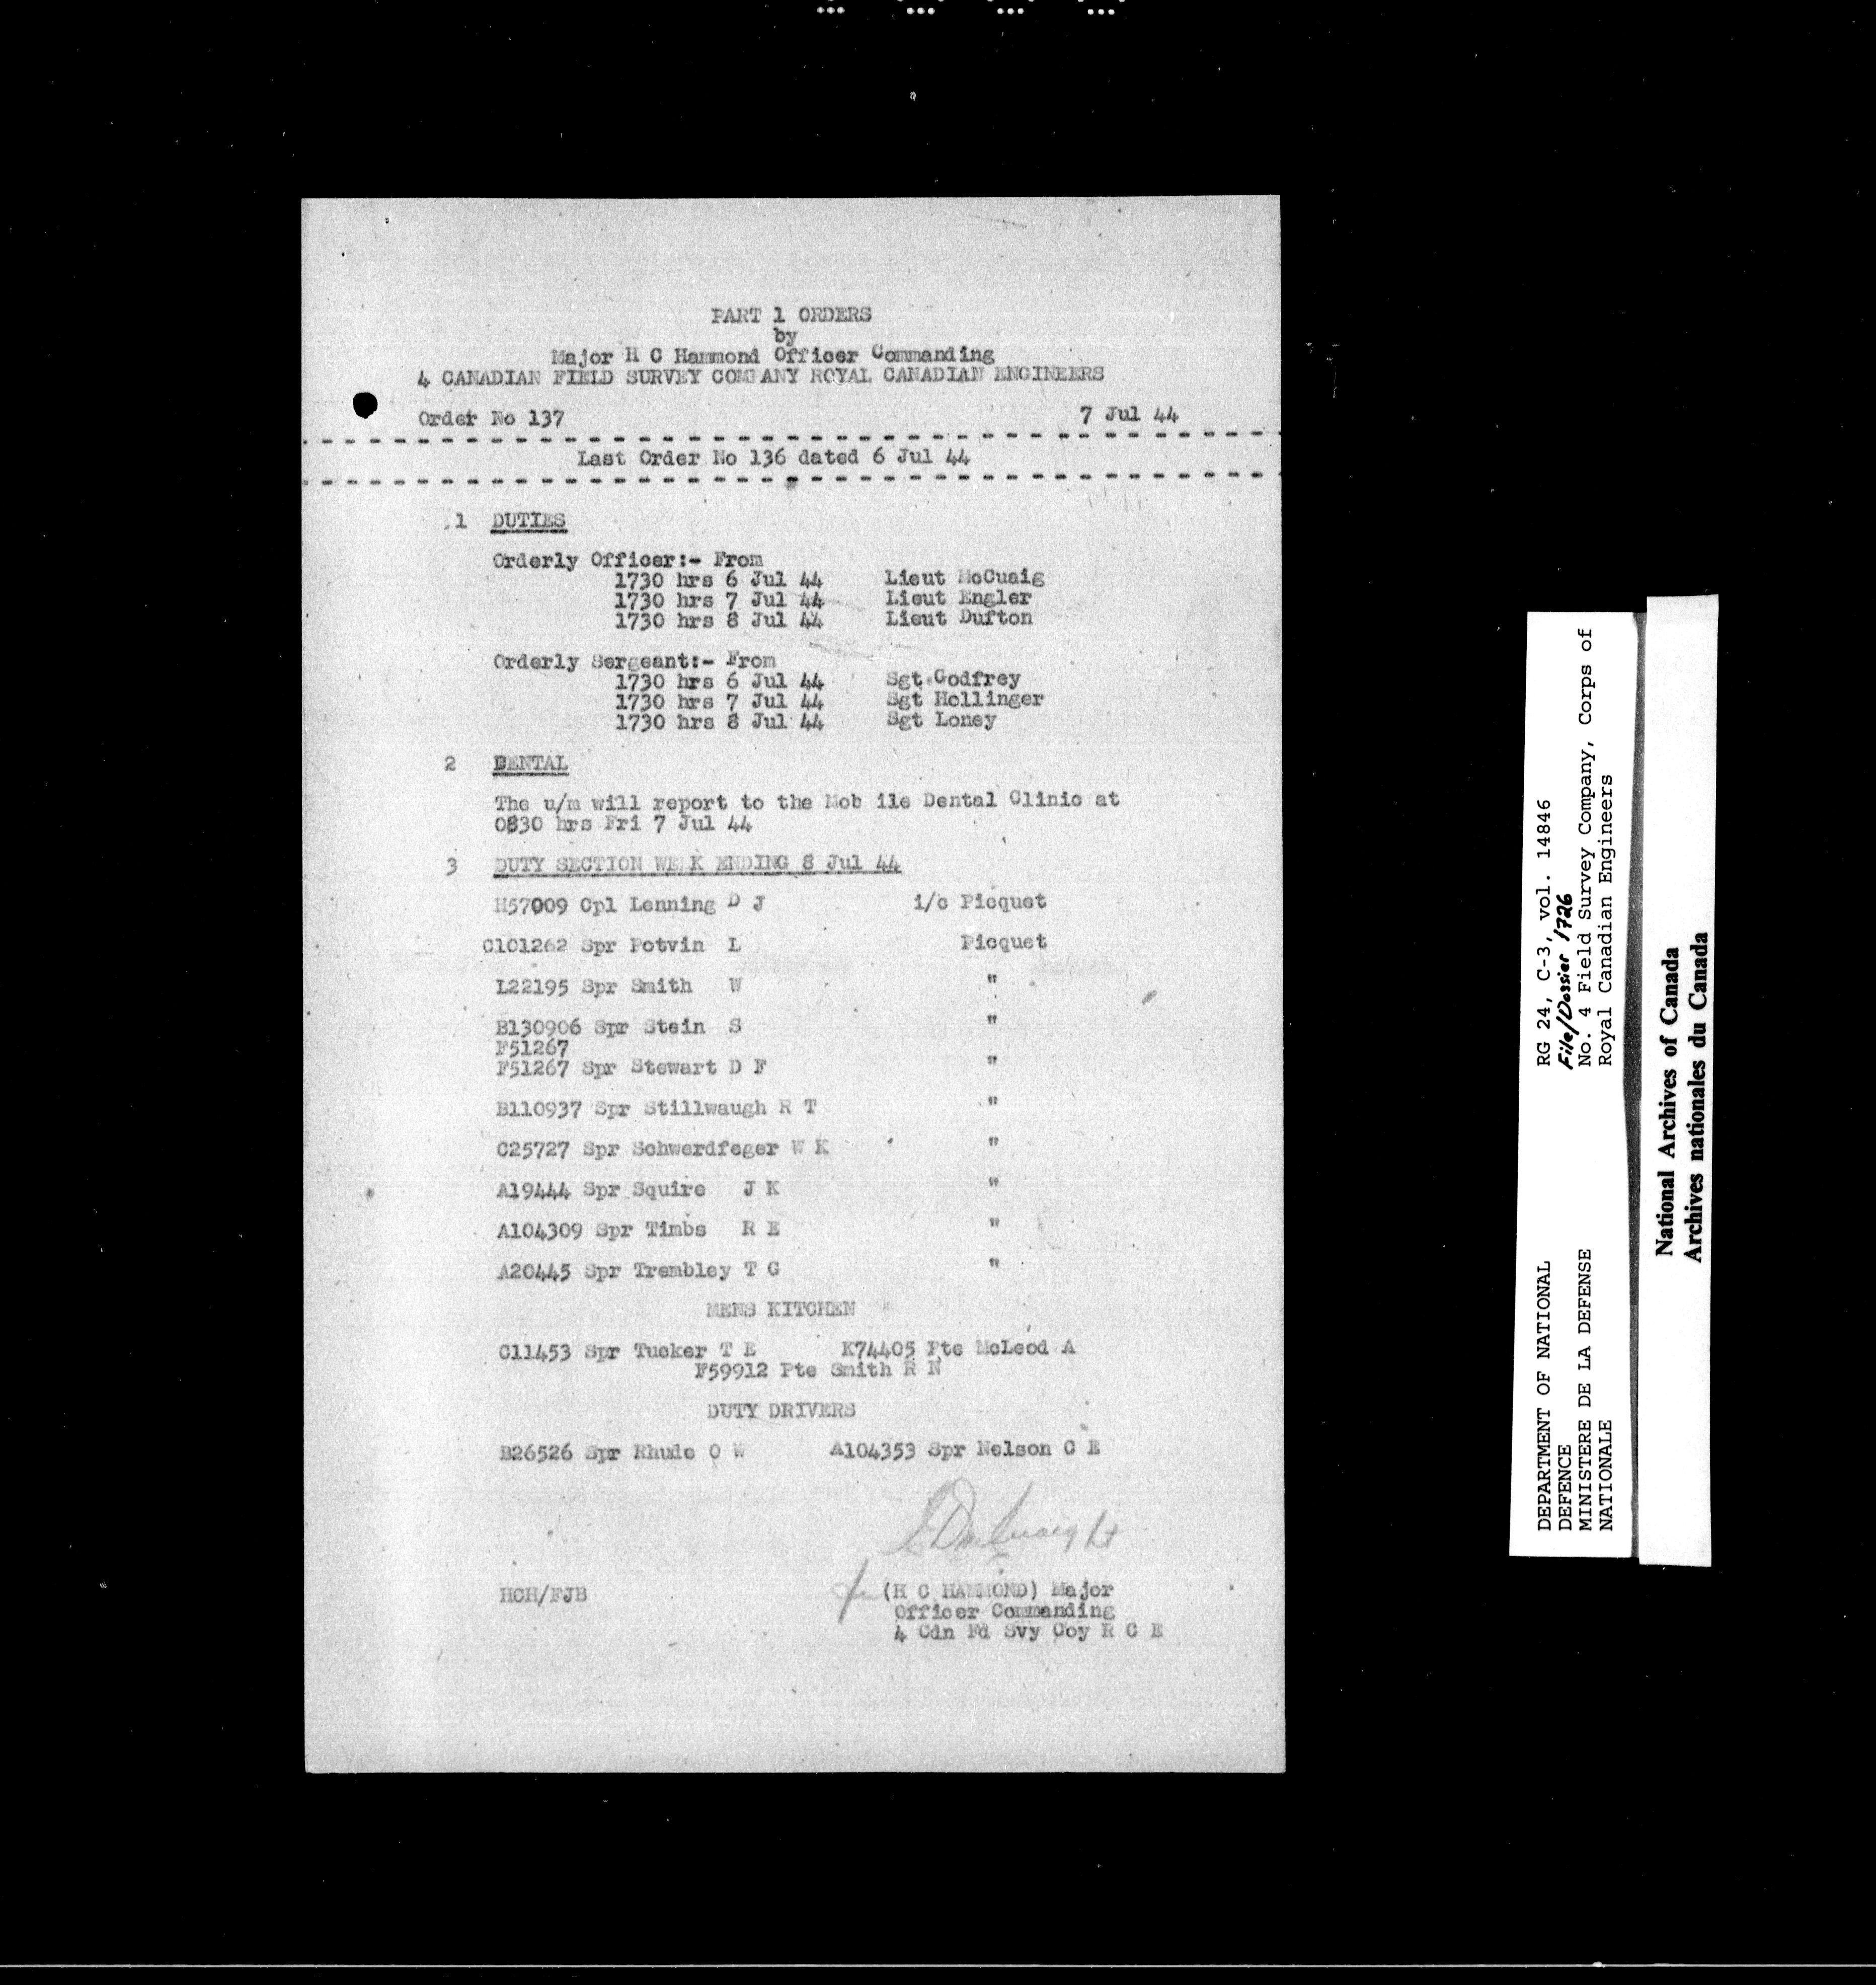 PART 1 ORDERS
by
Major H C Hammond Officer Commanding
4 CANADIAN FIELD SURVEY COMPANY ROYAL CANADIAN ENGINEERS
Order No 137 7 Jul 44
Last Order No 136 dated 6 Jul 44
1 DUTIES
Orderly Officer:- From
1730 hrs 6 Jul 44 Lieut McCuaig
1730 hrs 7 Jul 44 Lieut Engler
1730 hrs 8 Jul 44 Lieut Dufton
Orderly Sergeant:- From
1730 hrs 6 Jul 44 Sgt Godfrey
1730 hrs 7 Jul 44 Sgt Hollinger
1730 hrs 8 Jul 44 Sgt Loney
2 DENTAL
The u/m will report to the Mob ile Dental Clinic at
0830 hrs Fri 7 Jul 44
3 DUTY SECTION WEEK ENDING 8 Jul 44
H57009 Cpl Lenning D J i/c Picquet
C101262 Spr Potvin L Picquet
L22195 Spr Smith W "
B130906 Spr Stein S "
F51267
F51267 Spr Stewart D F "
B110937 Spr Stillwaugh R T "
C25727 Spr Schwerdfeger W K "
A19444 Spr Squire J K "
A104309 Spr Timbs R E "
A20445 Spr Trembley T G "
MENS KITCHEN
C11453 Spr Tucker T E K74405 Pte McLeod A
F59912 Pte Smith R N
DUTY DRIVERS
B26526 Spr Rhude O W A104353 Spr Nelson C E
HCH/FJB
for (H C HAMMOND) Major
Officer Commanding
4 Cdn Fd Svy Coy R C E
DEPARTMENT OF NATIONAL
DEFENCE
MINISTERE DE LA DEFENSE
NATIONALE
RG 24, C-3, vol. 14846
File/Dossier 1726
No. 4 Field Survey Company, Corps of
Royal Canadian Engineers
National Archives of Canada
Archives nationales du Canada